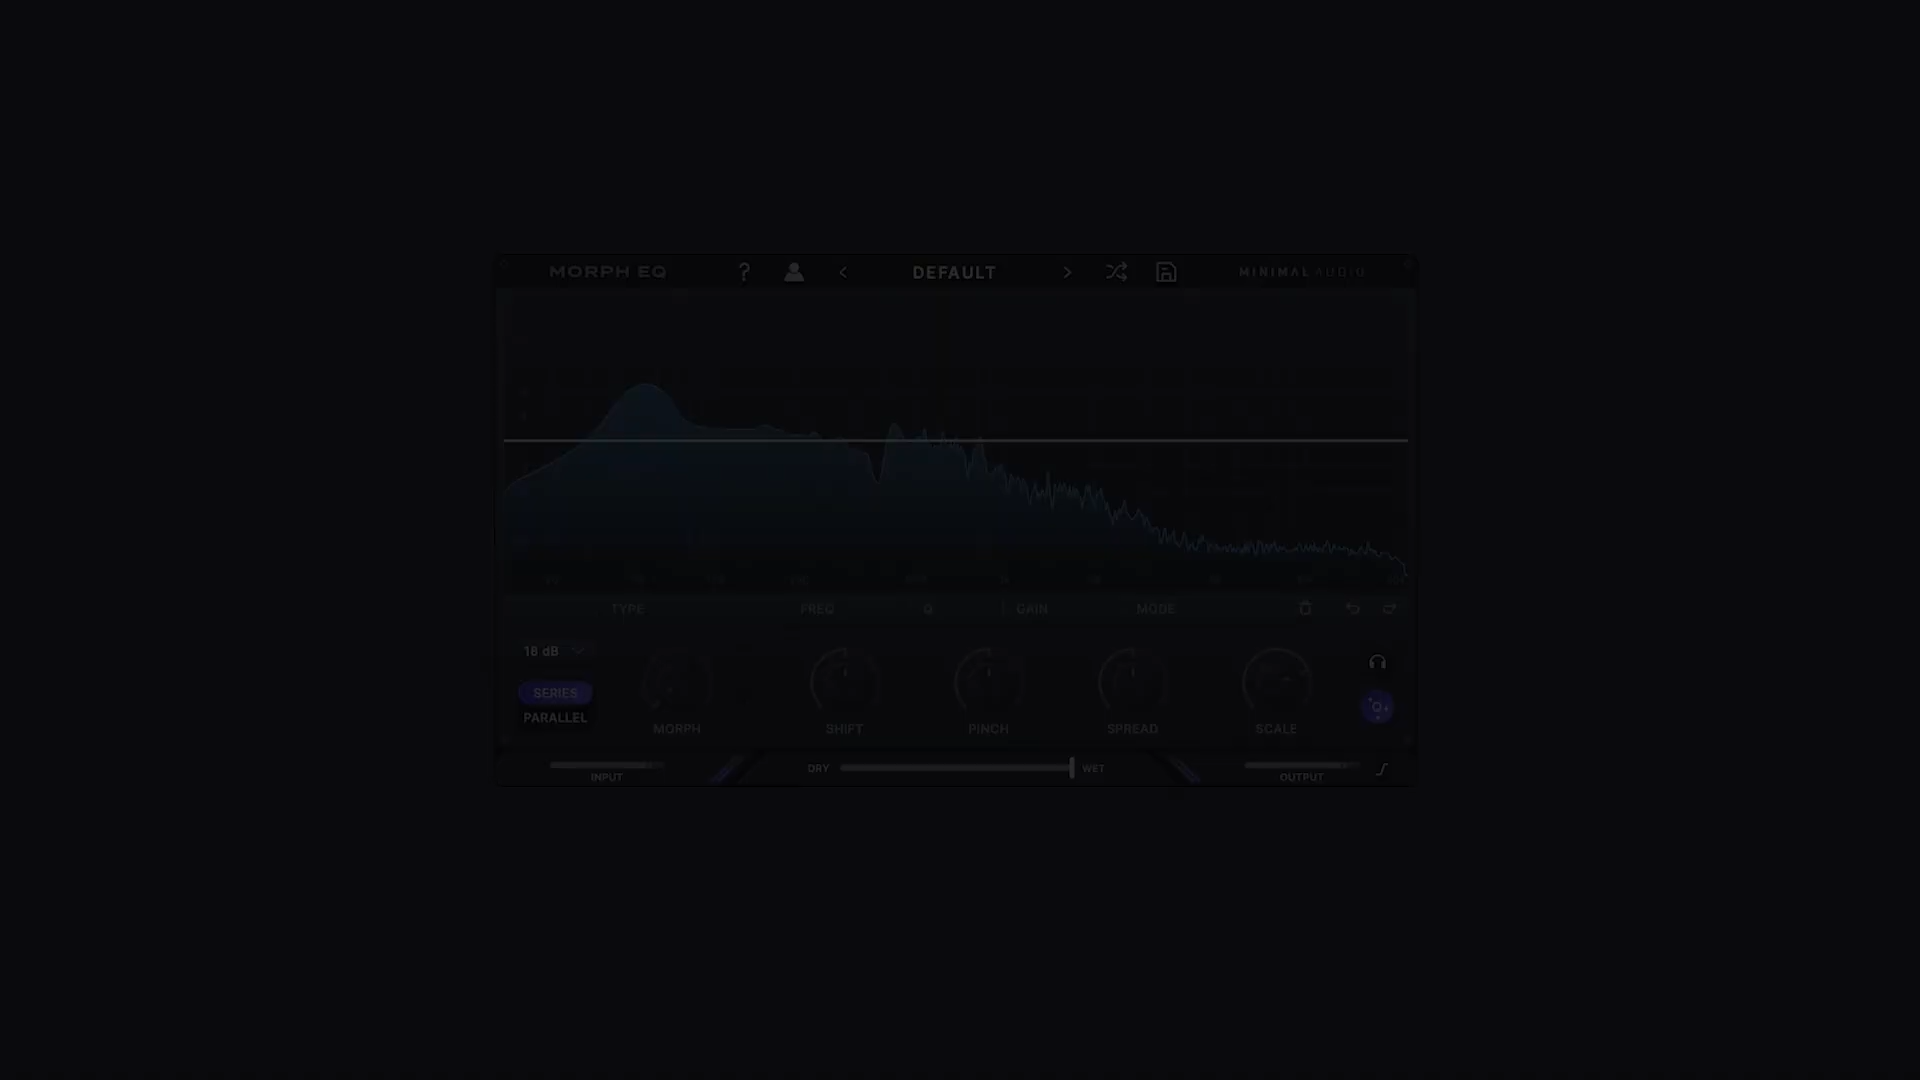 MORPH EQ ? < DEFAULT > MINIMAL AUDIO
TYPE FREQ Q GAIN MODE
18 dB
SERIES
PARALLEL
MORPH SHIFT PINCH SPREAD SCALE
DRY WET
INPUT OUTPUT